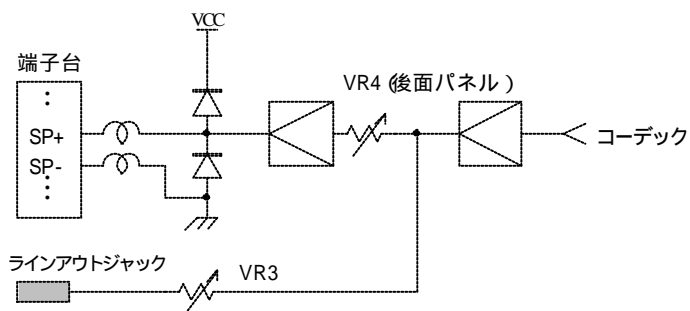 VCC
端子台
:
SP+
SP-
:
VR4 (後面パネル)
コーデック
ラインアウトジャック
VR3